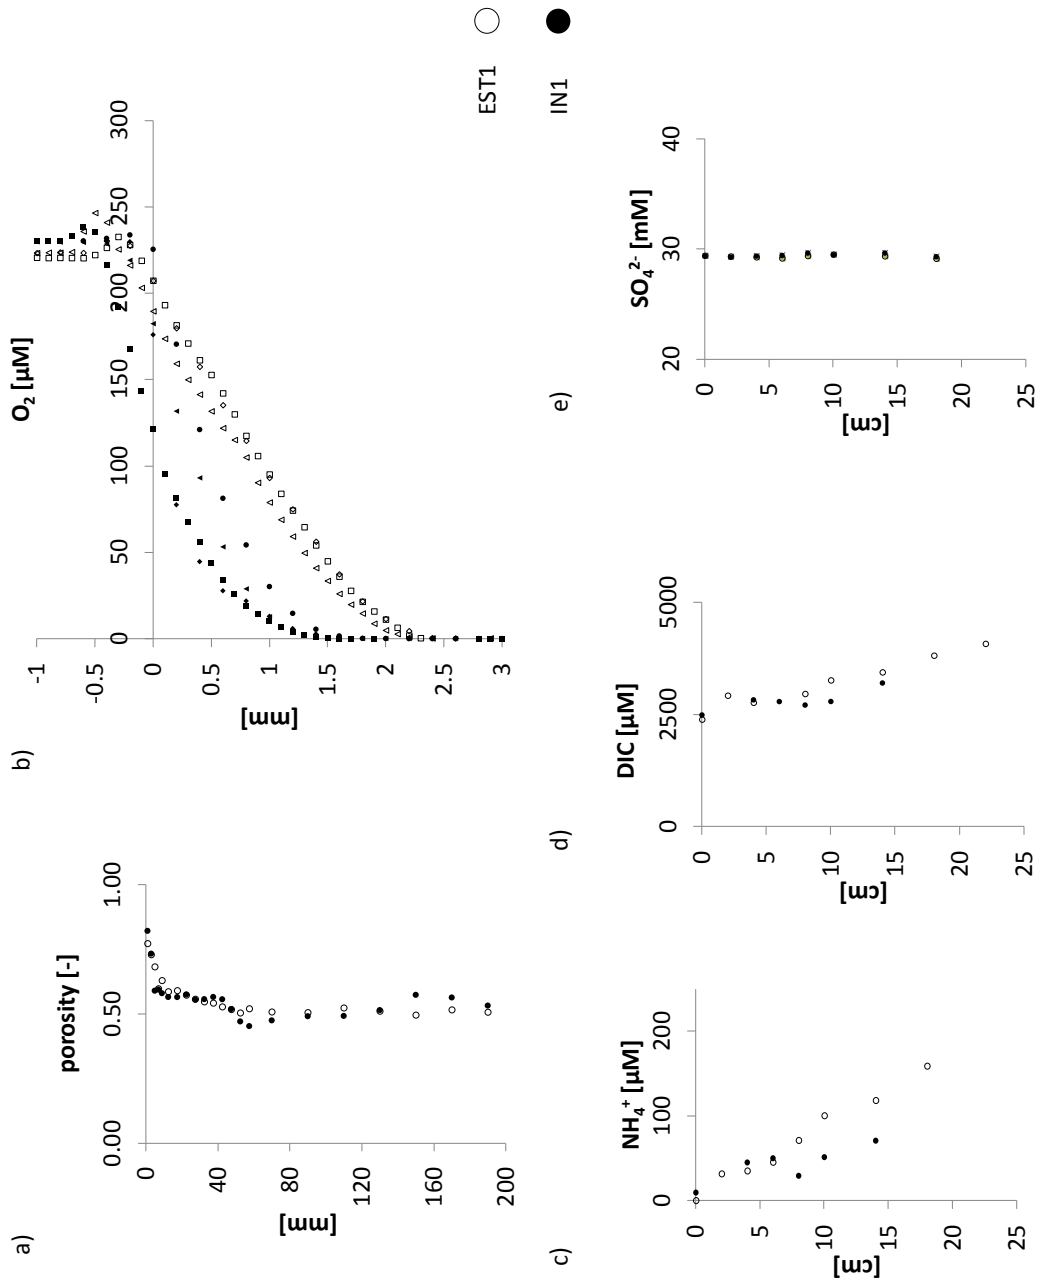 a)
porosity [-]
0.00 0.50 1.00
0
40
80
120
160
200
[mm]
b)
O₂ [µM]
0 50 100 150 200 250 300
-1
-0.5
0
0.5
1
1.5
2
2.5
3
[mm]
EST1
IN1
c)
NH₄⁺ [µM]
0 100 200
0
5
10
15
20
25
[cm]
d)
DIC [µM]
0 2500 5000
0
5
10
15
20
25
[cm]
e)
SO₄²⁻ [mM]
20 30 40
0
5
10
15
20
25
[cm]